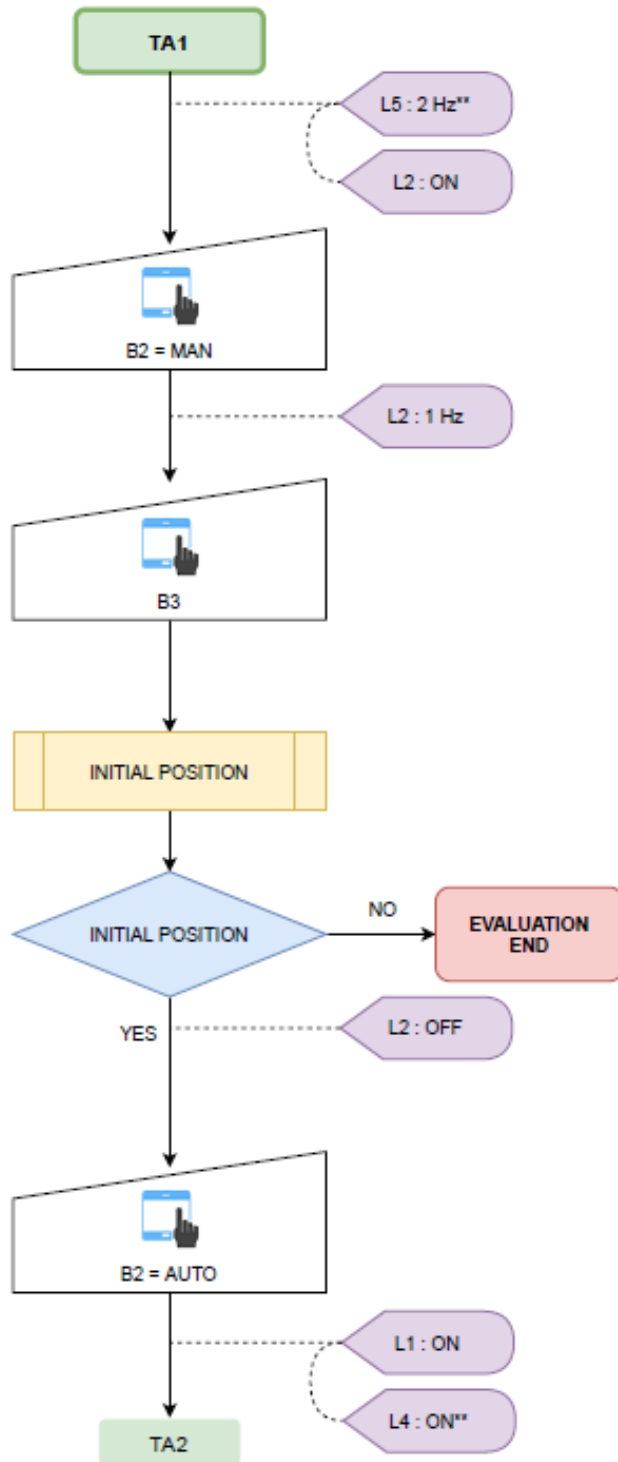 TA1
L5 : 2 Hz**
L2 : ON
B2 = MAN
L2 : 1 Hz
B3
INITIAL POSITION
INITIAL POSITION
NO
EVALUATION
END
YES
L2 : OFF
B2 = AUTO
L1 : ON
L4 : ON**
TA2